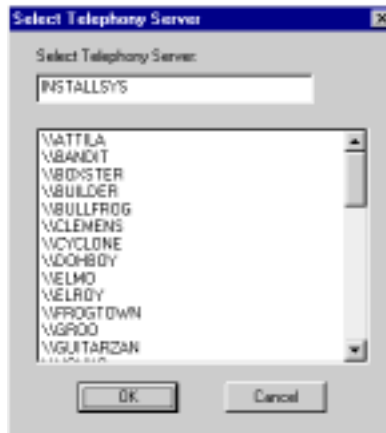 Select Telephony Server
Select Telephony Server:
INSTALLSYS
\\ATTILA
\\BANDIT
\\BOXSTER
\\BUILDER
\\BULLFROG
\\CLEMENS
\\CYCLONE
\\DOHBOY
\\ELMO
\\ELROY
\\FROGTOWN
\\GROO
\\GUITARZAN
OK
Cancel